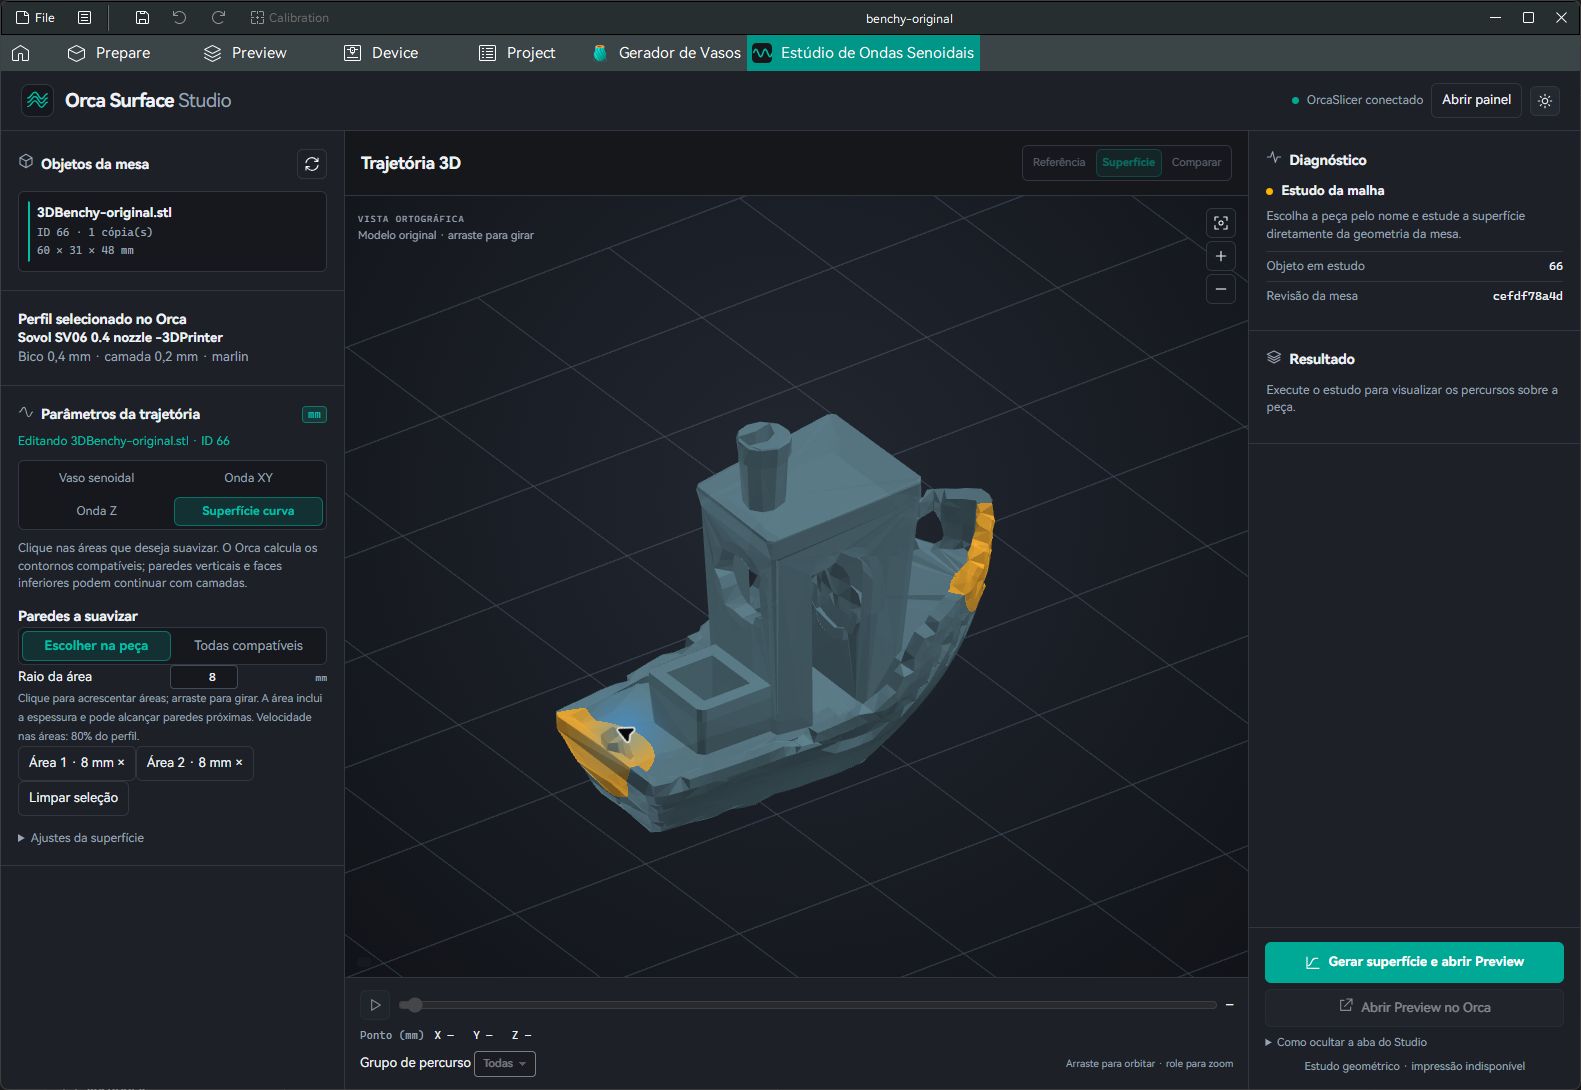 File
Calibration
benchy-original
Prepare
Preview
Device
Project
Gerador de Vasos
Estúdio de Ondas Senoidais
Orca Surface Studio
OrcaSlicer conectado
Abrir painel
Objetos da mesa
3DBenchy-original.stl
ID 66 · 1 cópia(s)
60 × 31 × 48 mm
Perfil selecionado no Orca
Sovol SV06 0.4 nozzle -3DPrinter
Bico 0,4 mm · camada 0,2 mm · marlin
Parâmetros da trajetória
mm
Editando 3DBenchy-original.stl · ID 66
Vaso senoidal
Onda XY
Onda Z
Superfície curva
Clique nas áreas que deseja suavizar. O Orca calcula os
contornos compatíveis; paredes verticais e faces
inferiores podem continuar com camadas.
Paredes a suavizar
Escolher na peça
Todas compatíveis
Raio da área
8
mm
Clique para acrescentar áreas; arraste para girar. A área inclui
a espessura e pode alcançar paredes próximas. Velocidade
nas áreas: 80% do perfil.
Área 1 · 8 mm ×
Área 2 · 8 mm ×
Limpar seleção
Ajustes da superfície
Trajetória 3D
Referência
Superfície
Comparar
VISTA ORTOGRÁFICA
Modelo original · arraste para girar
Ponto (mm) X – Y – Z –
Grupo de percurso
Todas
Arraste para orbitar · role para zoom
Diagnóstico
Estudo da malha
Escolha a peça pelo nome e estude a superfície
diretamente da geometria da mesa.
Objeto em estudo
66
Revisão da mesa
cefdf78a4d
Resultado
Execute o estudo para visualizar os percursos sobre a
peça.
Gerar superfície e abrir Preview
Abrir Preview no Orca
Como ocultar a aba do Studio
Estudo geométrico · impressão indisponível